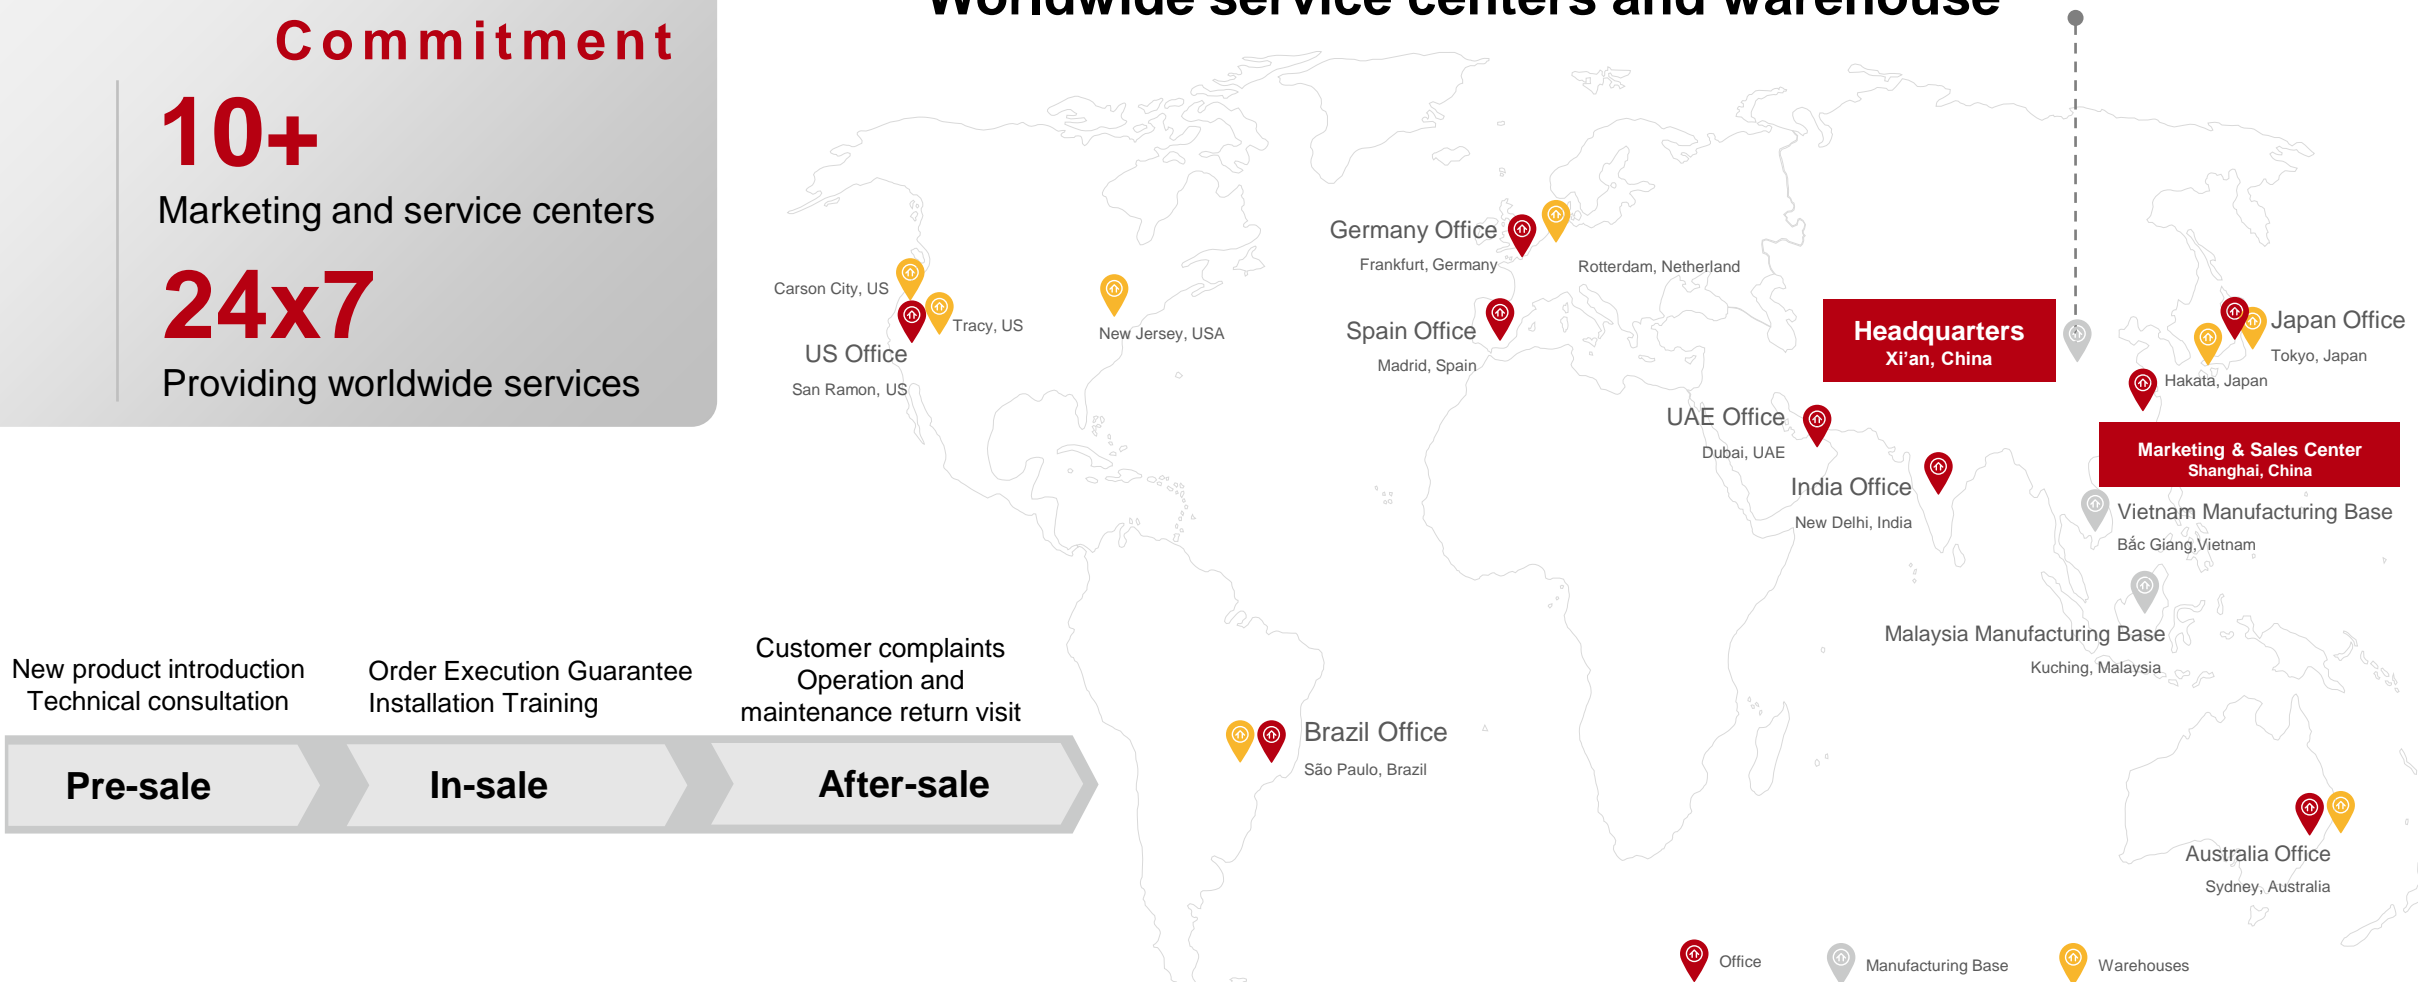 Worldwide service centers and warehouse
Commitment
10+
Marketing and service centers
24x7
Providing worldwide services
Carson City, US
Tracy, US
US Office
San Ramon, US
New Jersey, USA
Germany Office
Frankfurt, Germany
Rotterdam, Netherland
Spain Office
Madrid, Spain
Headquarters
Xi’an, China
Japan Office
Tokyo, Japan
Hakata, Japan
UAE Office
Dubai, UAE
Marketing & Sales Center
Shanghai, China
India Office
New Delhi, India
Vietnam Manufacturing Base
Bắc Giang,Vietnam
Malaysia Manufacturing Base
Kuching, Malaysia
New product introduction
Technical consultation
Order Execution Guarantee
Installation Training
Customer complaints
Operation and
maintenance return visit
Pre-sale
In-sale
After-sale
Brazil Office
São Paulo, Brazil
Australia Office
Sydney, Australia
Office
Manufacturing Base
Warehouses